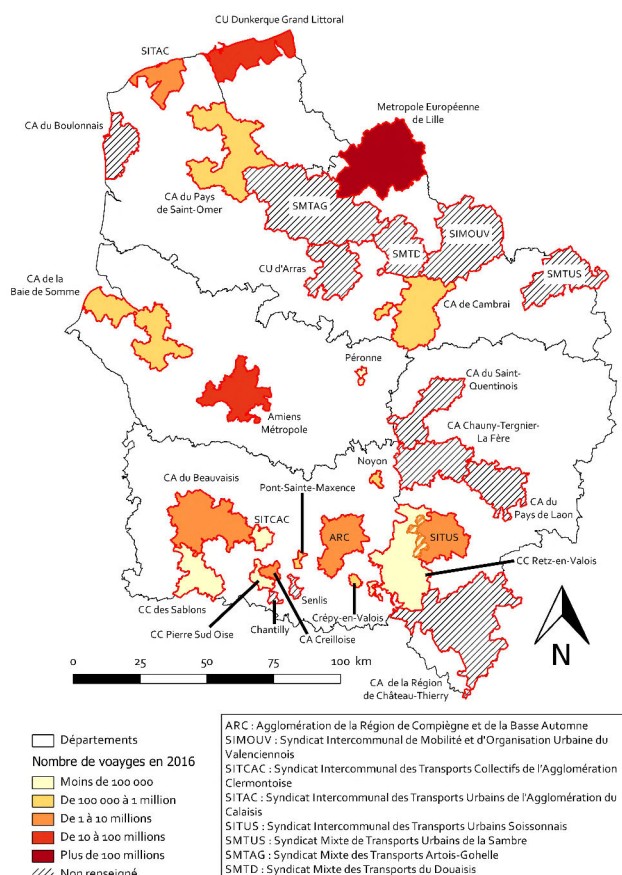 CU Dunkerque Grand Littoral
SITAC
Metropole Européenne
de Lille
CA du Boulonnais
CA du Pays
de Saint-Omer
SMTAG
SIMOUV
SMTD
CU d'Arras
SMTUS
CA de la
Baie de Somme
CA de Cambrai
Péronne
CA du Saint-
Quentinois
Amiens
Métropole
CA Chauny-Tergnier-
La Fère
Noyon
CA du Beauvaisis
Pont-Sainte-Maxence
CA du
Pays de Laon
SITCAC
ARC
SITUS
CC Retz-en-Valois
CC des Sablons
Senlis
Crépy-en-Valois
CC Pierre Sud Oise
Chantilly
CA Creilloise
N
0 25 50 75 100 km
CA de la Région
de Château-Thierry
Départements
Nombre de voayges en 2016
Moins de 100 000
De 100 000 à 1 million
De 1 à 10 millions
De 10 à 100 millions
Plus de 100 millions
Non renseigné
ARC : Agglomération de la Région de Compiègne et de la Basse Automne
SIMOUV : Syndicat Intercommunal de Mobilité et d'Organisation Urbaine du
Valenciennois
SITCAC : Syndicat Intercommunal des Transports Collectifs de l'Agglomération
Clermontoise
SITAC : Syndicat Intercommunal des Transports Urbains de l'Agglomération du
Calaisis
SITUS : Syndicat Intercommunal des Transports Urbains Soissonnais
SMTUS : Syndicat Mixte de Transports Urbains de la Sambre
SMTAG : Syndicat Mixte des Transports Artois-Gohelle
SMTD : Syndicat Mixte des Transports du Douaisis